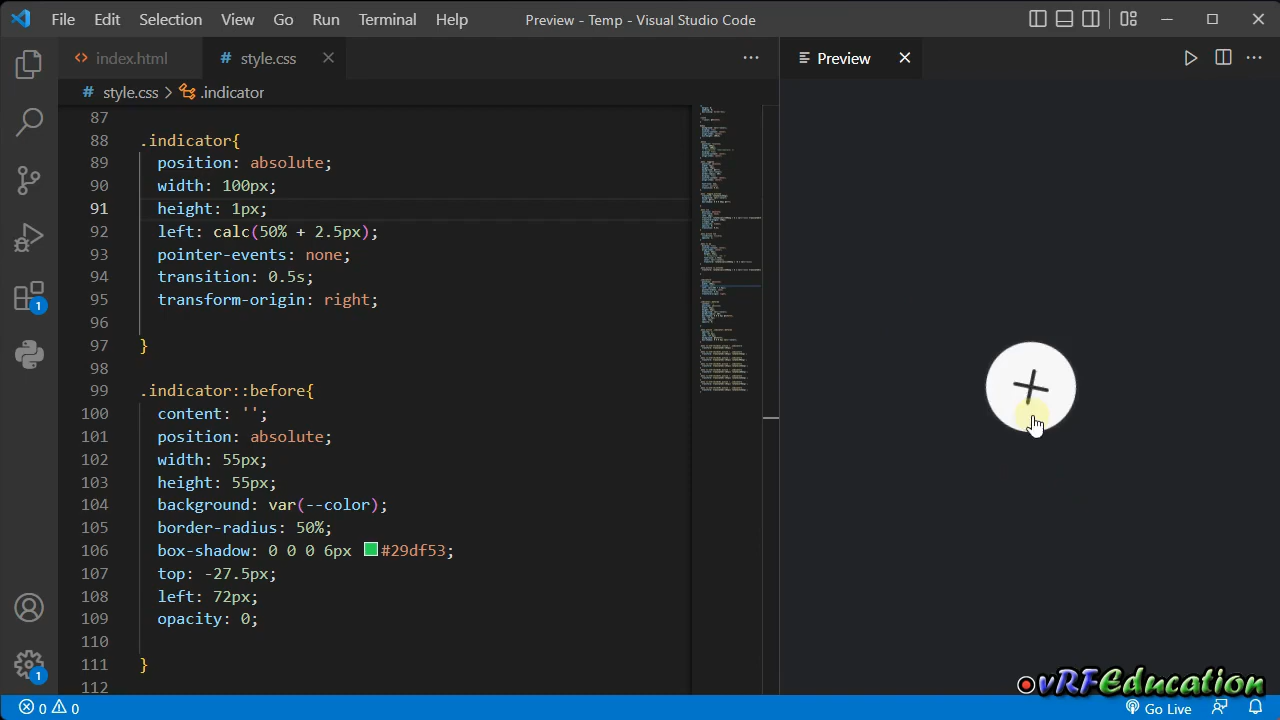 File Edit Selection View Go Run Terminal Help Preview - Temp - Visual Studio Code
index.html # style.css Preview
# style.css > .indicator
87
88 .indicator{
89 position: absolute;
90 width: 100px;
91 height: 1px;
92 left: calc(50% + 2.5px);
93 pointer-events: none;
94 transition: 0.5s;
95 transform-origin: right;
96
97 }
98
99 .indicator::before{
100 content: '';
101 position: absolute;
102 width: 55px;
103 height: 55px;
104 background: var(--color);
105 border-radius: 50%;
106 box-shadow: 0 0 0 6px #29df53;
107 top: -27.5px;
108 left: 72px;
109 opacity: 0;
110
111 }
112
1
1
vRFEducation
0 0 Go Live